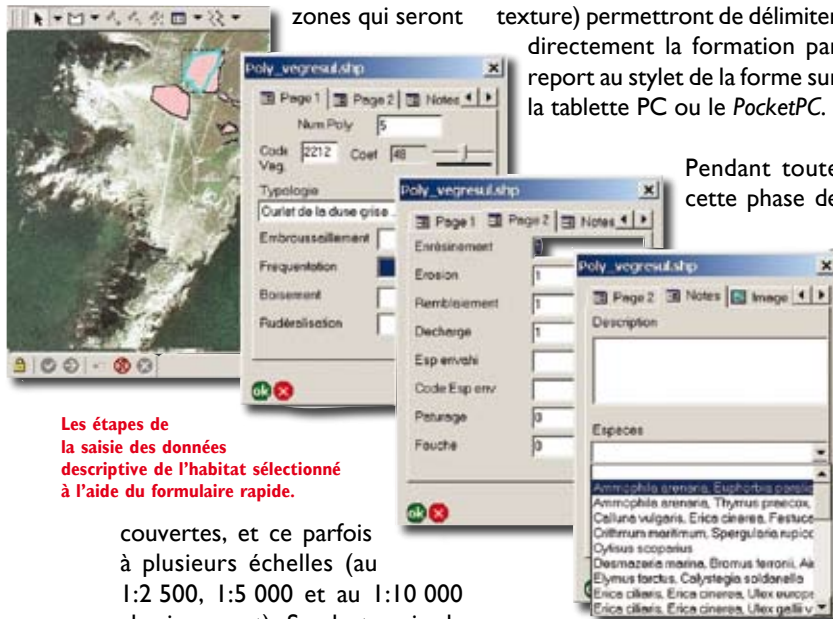 zones qui seront
texture) permettront de délimiter
directement la formation par
report au stylet de la forme sur
la tablette PC ou le PocketPC.
Pendant toute
cette phase de
Poly_vegresul.shp
Page 1 Page 2 Notes
Num Poly 5
Code Veg. 2212 Coef 48
Typologie
Ourlet de la dune grise
Embroussaillement
Frequentation
Boisement
Rudéralisation
ok
Poly_vegresul.shp
Page 1 Page 2 Notes
Enrésinement
Erosion 1
Remblaiement 1
Decharge 1
Esp envahi
Code Esp env
Paturage 0
Fauche 0
ok
Poly_vegresul.shp
Page 2 Notes Image
Description
Especes
Ammophila arenaria, Euphorbia paralia
Ammophila arenaria, Thymus praecox,
Calluna vulgaris, Erica cinerea, Festuca
Crithmum maritimum, Spergularia rupico
Cytisus scoparius
Desmazeria marina, Bromus ferronii, Ai
Elymus farctus, Calystegia soldanella
Erica ciliaris, Erica cinerea, Ulex europe
Erica ciliaris, Erica cinerea, Ulex gallii v
Les étapes de
la saisie des données
descriptive de l'habitat sélectionné
à l'aide du formulaire rapide.
couvertes, et ce parfois
à plusieurs échelles (au
1:2 500, 1:5 000 et au 1:10 000